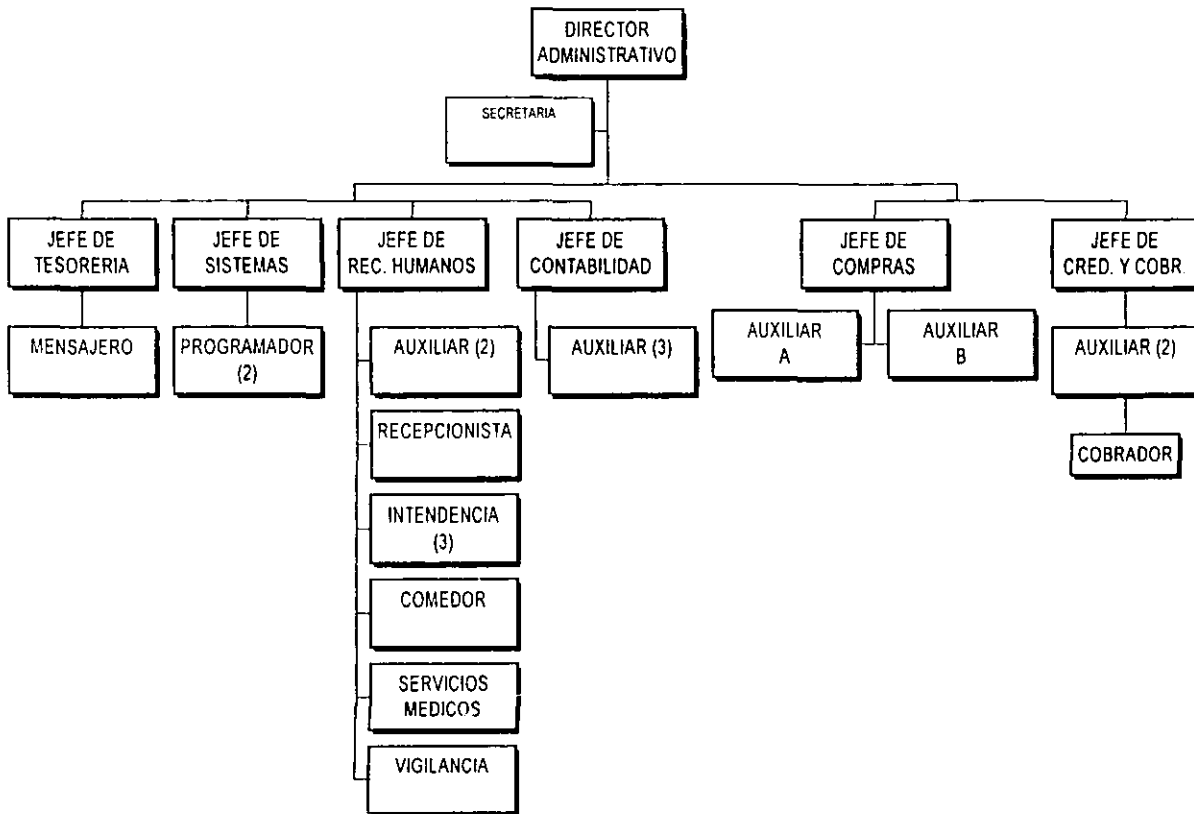 DIRECTOR
ADMINISTRATIVO
SECRETARIA
JEFE DE
TESORERIA
JEFE DE
SISTEMAS
JEFE DE
REC. HUMANOS
JEFE DE
CONTABILIDAD
JEFE DE
COMPRAS
JEFE DE
CRED. Y COBR.
MENSAJERO
PROGRAMADOR
(2)
AUXILIAR (2)
AUXILIAR (3)
AUXILIAR
A
AUXILIAR
B
AUXILIAR (2)
RECEPCIONISTA
COBRADOR
INTENDENCIA
(3)
COMEDOR
SERVICIOS
MEDICOS
VIGILANCIA